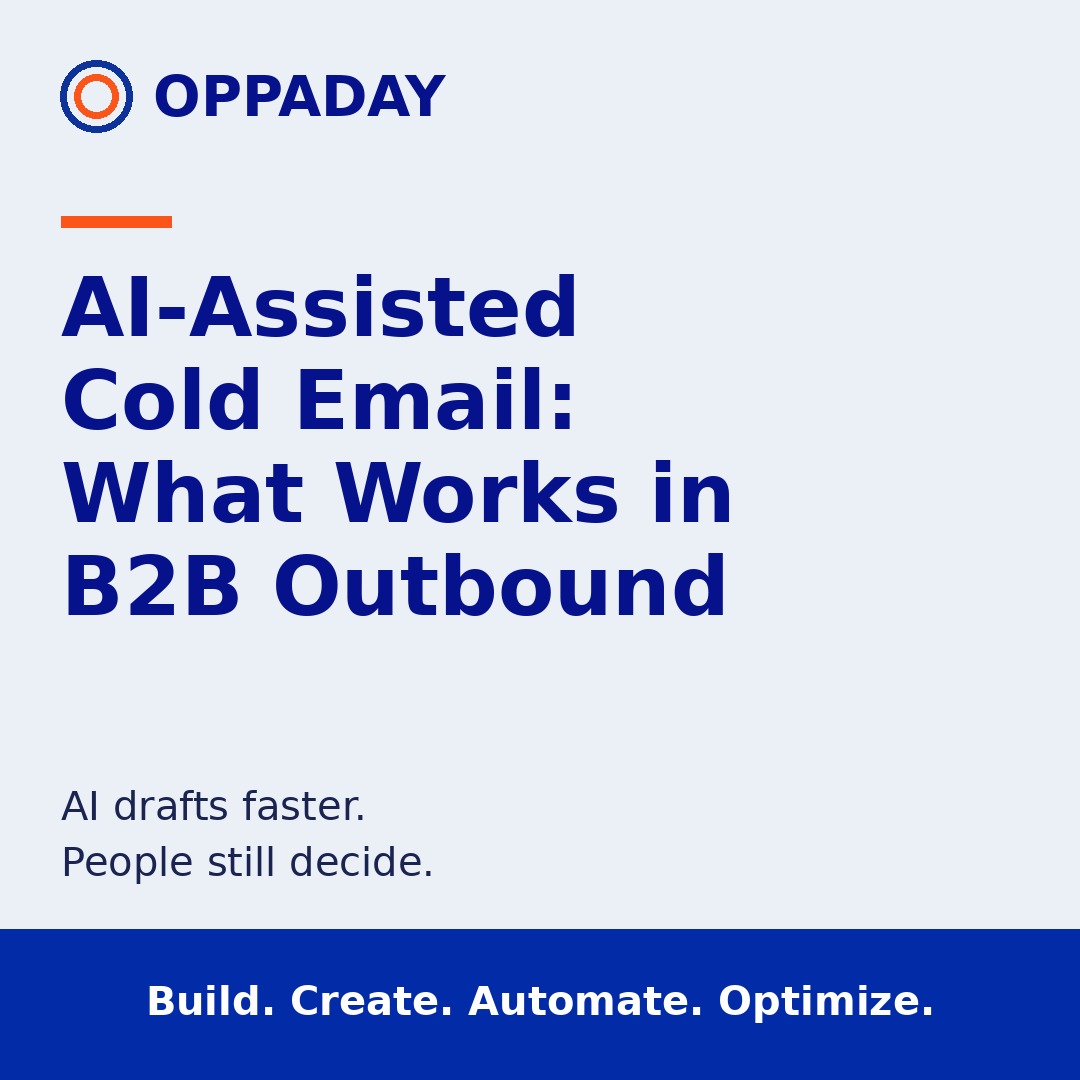 OPPADAY
AI-Assisted
Cold Email:
What Works in
B2B Outbound
AI drafts faster.
People still decide.
Build. Create. Automate. Optimize.